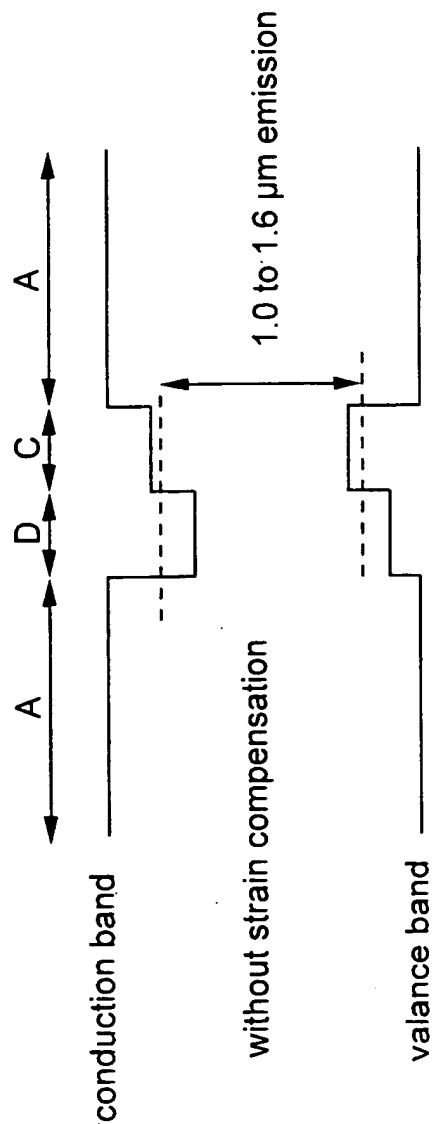 A
D
C
A
conduction band
without strain compensation
1.0 to 1.6 µm emission
valance band